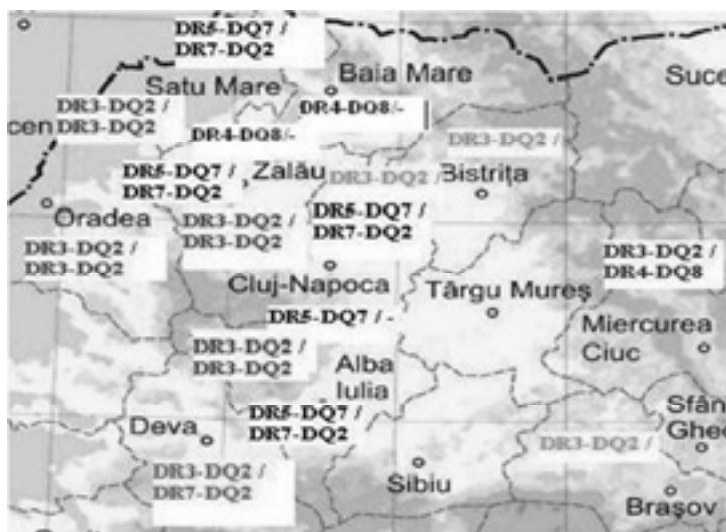 DR5-DQ7 /
DR7-DQ2
Satu Mare
Baia Mare
Suce
DR3-DQ2 /
DR3-DQ2
cen
DR4-DQ8/-
DR4-DQ8/-
DR3-DQ2 /
DR5-DQ7 /
DR7-DQ2
Zalău
DR3-DQ2 /
Bistrița
Oradea
DR3-DQ2 /
DR3-DQ2
DR5-DQ7 /
DR7-DQ2
DR3-DQ2 /
DR3-DQ2
DR3-DQ2 /
DR4-DQ8
Cluj-Napoca
Târgu Mureș
DR5-DQ7 /-
Miercurea
Ciuc
DR3-DQ2 /
DR3-DQ2
Alba
Iulia
DR5-DQ7 /
DR7-DQ2
Deva
Sfân
Ghe
DR3-DQ2 /
DR3-DQ2 /
DR7-DQ2
Sibiu
Brașov